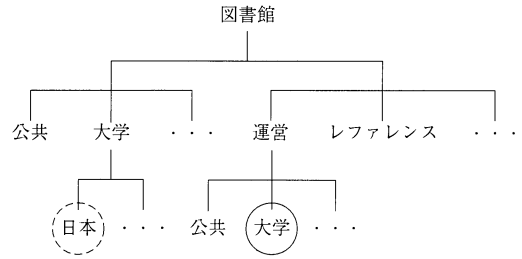 図書館
公共 大学 ・・・ 運営 レファレンス ・・・
日本 ・・・ 公共 大学 ・・・